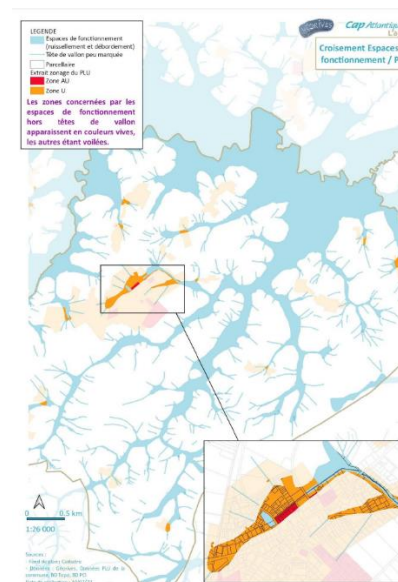 LEGENDE
Espaces de fonctionnement
(ruissellement et débordement)
Tête de vallon peu marquée
Parcellaire
Extrait zonage du PLU
Zone AU
Zone U
Les zones concernées par les
espaces de fonctionnement
hors têtes de vallon
apparaissent en couleurs vives,
les autres étant voilées.
Cap Atlantique
Croisement Espaces
fonctionnement / P
0 0,5 km
1:26 000
Sources :